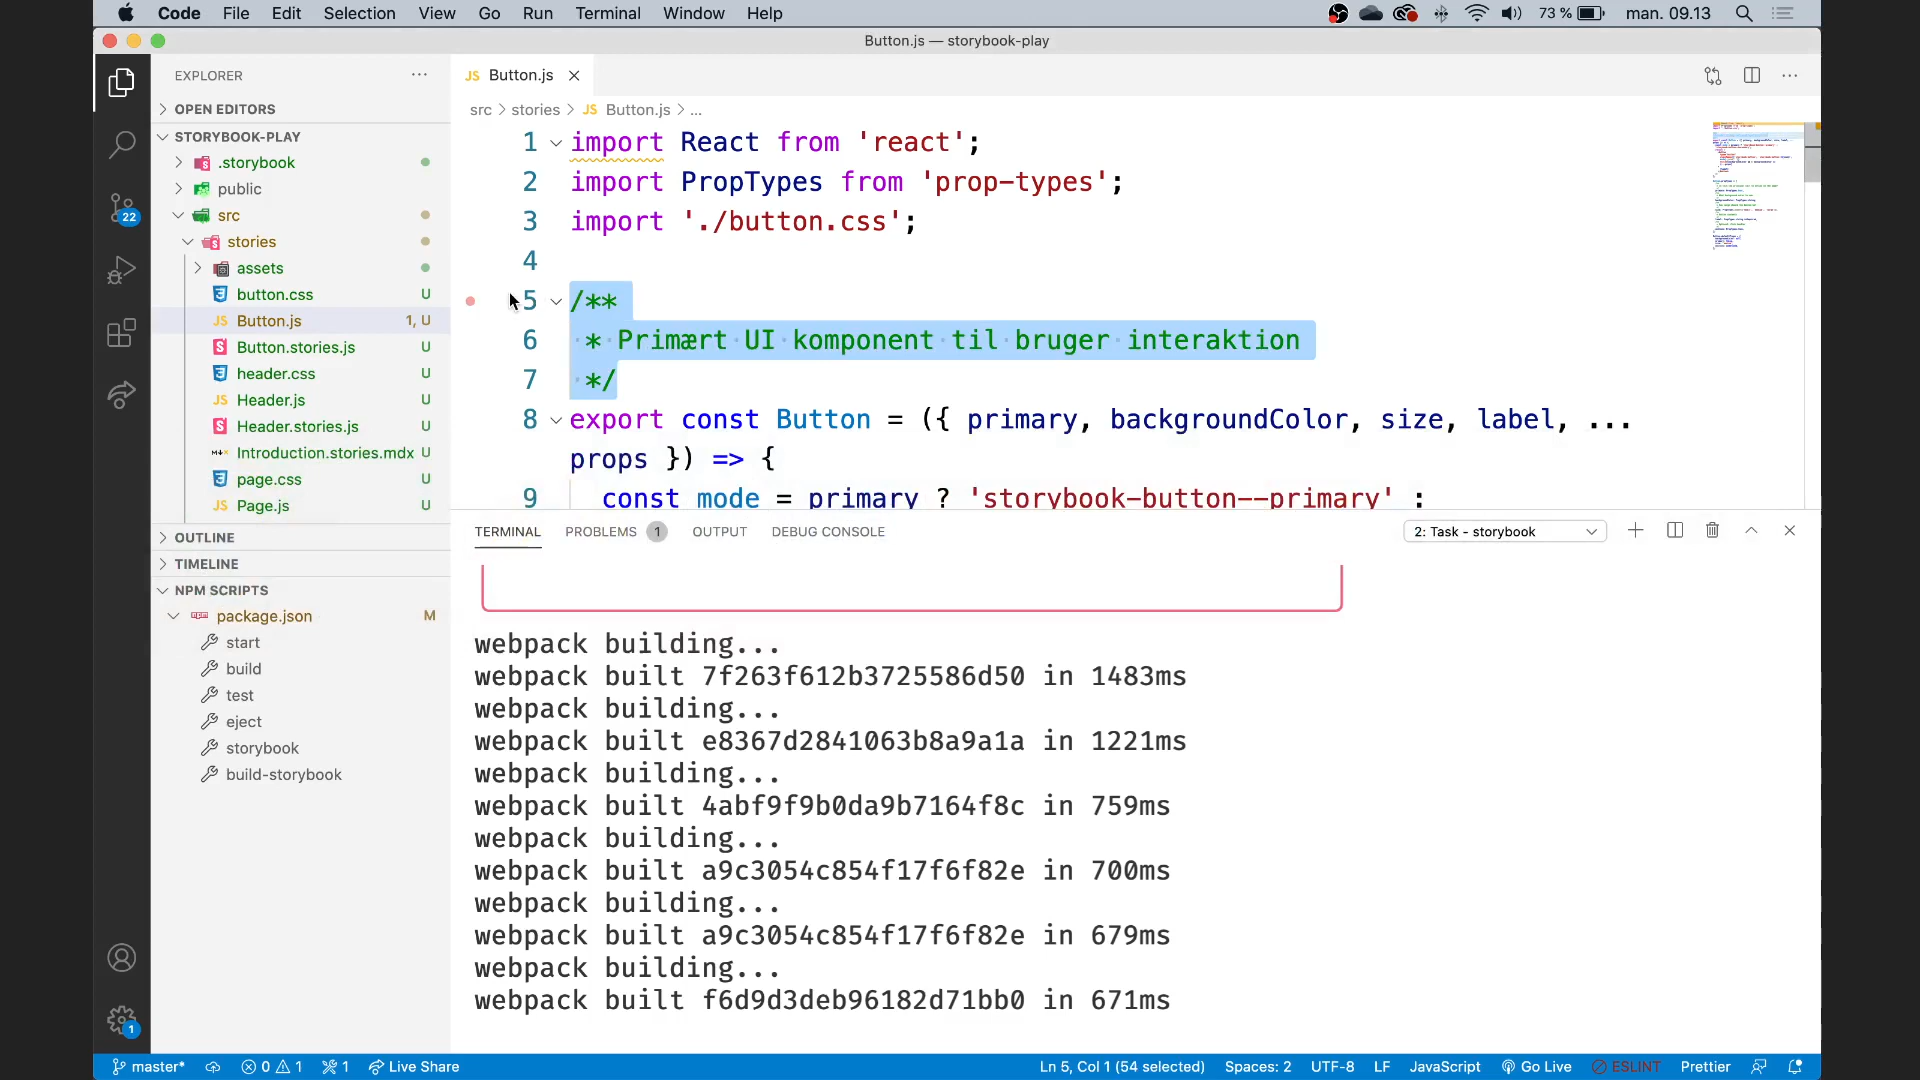 Code File Edit Selection View Go Run Terminal Window Help 73 % man. 09.13
Button.js — storybook-play
EXPLORER
OPEN EDITORS
STORYBOOK-PLAY
.storybook
public
src
stories
assets
button.css U
JS Button.js 1, U
Button.stories.js U
header.css U
JS Header.js U
Header.stories.js U
Introduction.stories.mdx U
page.css U
JS Page.js U
OUTLINE
TIMELINE
NPM SCRIPTS
package.json M
start
build
test
eject
storybook
build-storybook
22
1
JS Button.js
src > stories > JS Button.js > ...
1 import React from 'react';
2 import PropTypes from 'prop-types';
3 import './button.css';
4
5 /**
6 * Primært UI komponent til bruger interaktion
7 */
8 export const Button = ({ primary, backgroundColor, size, label, ...
props }) => {
9 const mode = primary ? 'storybook-button--primary' :
TERMINAL PROBLEMS 1 OUTPUT DEBUG CONSOLE 2: Task - storybook
webpack building...
webpack built 7f263f612b3725586d50 in 1483ms
webpack building...
webpack built e8367d2841063b8a9a1a in 1221ms
webpack building...
webpack built 4abf9f9b0da9b7164f8c in 759ms
webpack building...
webpack built a9c3054c854f17f6f82e in 700ms
webpack building...
webpack built a9c3054c854f17f6f82e in 679ms
webpack building...
webpack built f6d9d3deb96182d71bb0 in 671ms
master* 0 1 1 Live Share Ln 5, Col 1 (54 selected) Spaces: 2 UTF-8 LF JavaScript Go Live ESLINT Prettier